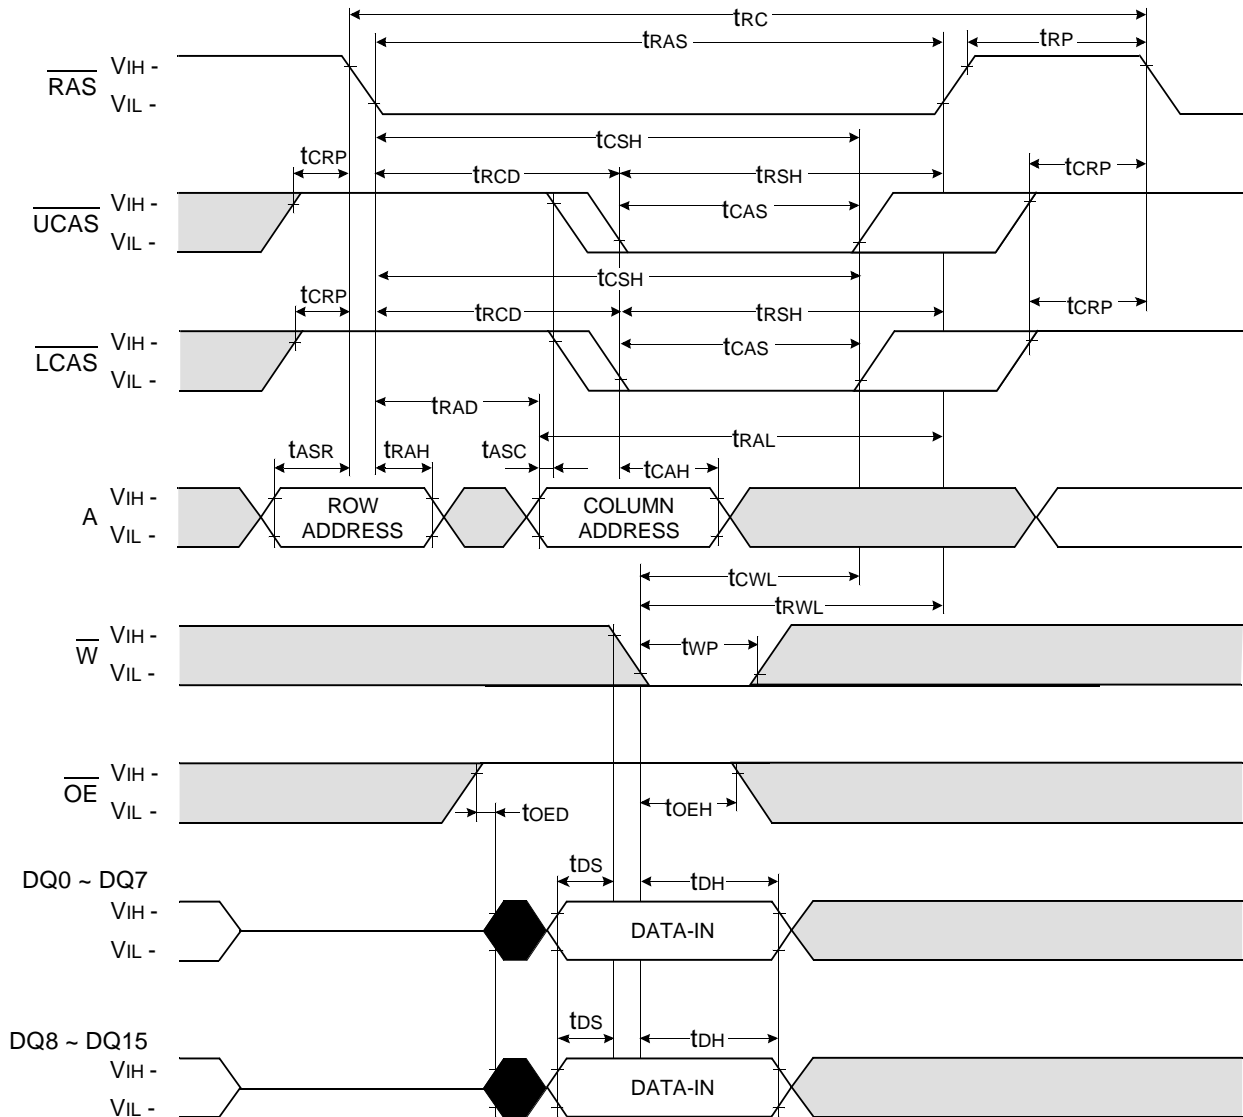 tRC
tRAS
tRP
RAS
VIH -
VIL -
tCSH
tCRP
tRCD
tRSH
tCRP
UCAS
VIH -
VIL -
tCAS
tCSH
tCRP
tRCD
tRSH
tCRP
LCAS
VIH -
VIL -
tCAS
tRAD
tRAL
tASR
tRAH
tASC
tCAH
A
VIH -
VIL -
ROW
ADDRESS
COLUMN
ADDRESS
tCWL
tRWL
W
VIH -
VIL -
tWP
OE
VIH -
VIL -
tOED
tOEH
DQ0 ~ DQ7
VIH -
VIL -
tDS
tDH
DATA-IN
DQ8 ~ DQ15
VIH -
VIL -
tDS
tDH
DATA-IN